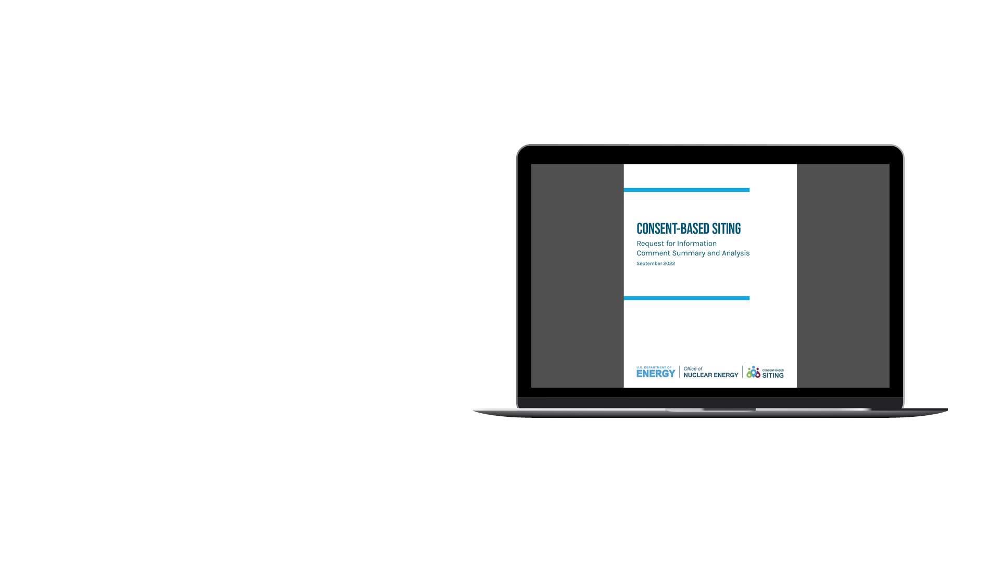 CONSENT-BASED SITING
Request for Information
Comment Summary and Analysis
September 2022
U.S. DEPARTMENT OF
ENERGY
Office of
NUCLEAR ENERGY
CONSENT-BASED
SITING